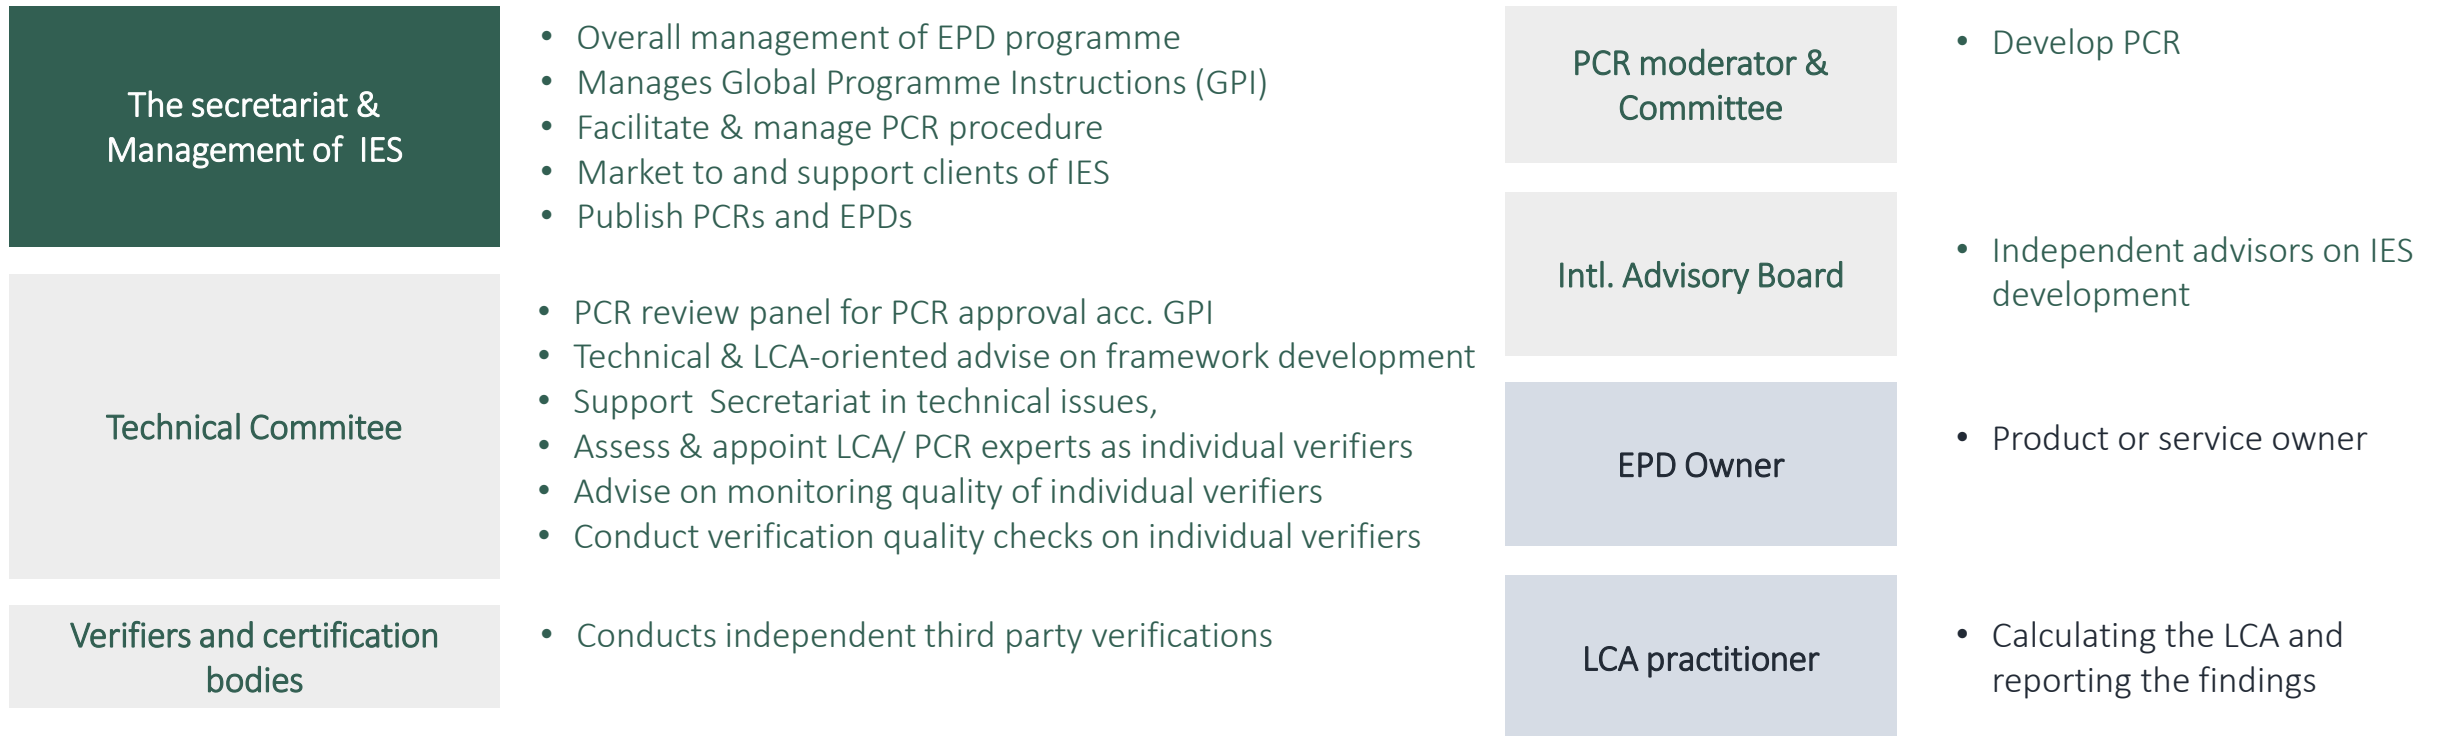 The secretariat &
Management of  IES
• Overall management of EPD programme
• Manages Global Programme Instructions (GPI)
• Facilitate & manage PCR procedure
• Market to and support clients of IES
• Publish PCRs and EPDs
Technical Commitee
• PCR review panel for PCR approval acc. GPI
• Technical & LCA-oriented advise on framework development
• Support  Secretariat in technical issues,
• Assess & appoint LCA/ PCR experts as individual verifiers
• Advise on monitoring quality of individual verifiers
• Conduct verification quality checks on individual verifiers
Verifiers and certification
bodies
• Conducts independent third party verifications
PCR moderator &
Committee
• Develop PCR
Intl. Advisory Board
• Independent advisors on IES
development
EPD Owner
• Product or service owner
LCA practitioner
• Calculating the LCA and
reporting the findings